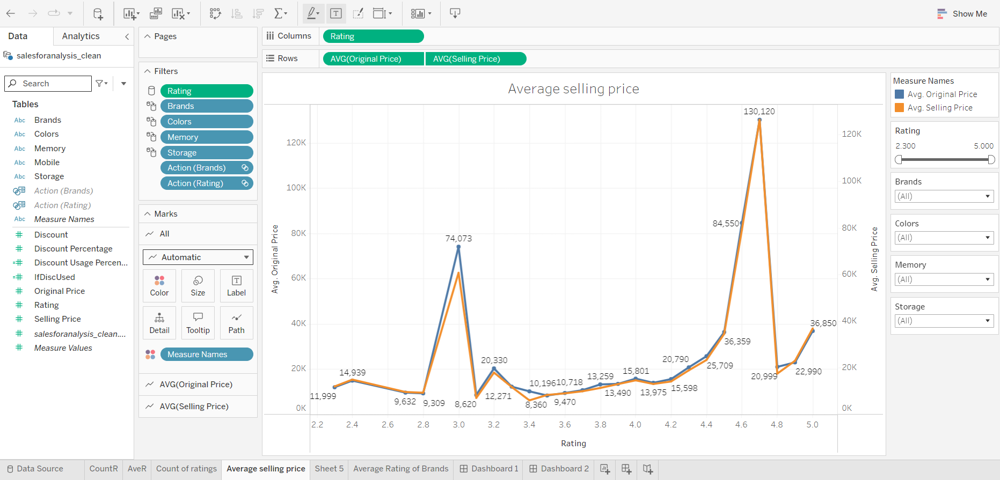 Show Me
Data
Analytics
salesforanalysis_clean
Search
Tables
Abc Brands
Abc Colors
Abc Memory
Abc Mobile
Abc Storage
Action (Brands)
Action (Rating)
Abc Measure Names
# Discount
# Discount Percentage
=# Discount Usage Percen...
=# IfDiscUsed
# Original Price
# Rating
# Selling Price
# salesforanalysis_clean....
# Measure Values
Pages
Filters
Rating
Brands
Colors
Memory
Storage
Action (Brands)
Action (Rating)
Marks
All
Automatic
Color
Size
Label
Detail
Tooltip
Path
Measure Names
AVG(Original Price)
AVG(Selling Price)
Columns
Rating
Rows
AVG(Original Price)
AVG(Selling Price)
Average selling price
Avg. Original Price
120K
100K
80K
60K
40K
20K
0K
130,120
84,550
74,073
36,850
36,359
20,330
20,790
25,709
14,939
10,196
10,718
13,259
15,801
20,999
22,990
11,999
9,632
9,309
8,620
12,271
8,360
9,470
13,490
13,975
15,598
120K
100K
80K
60K
40K
20K
0K
Avg. Selling Price
2.2 2.4 2.6 2.8 3.0 3.2 3.4 3.6 3.8 4.0 4.2 4.4 4.6 4.8 5.0
Rating
Measure Names
Avg. Original Price
Avg. Selling Price
Rating
2.300 5.000
Brands
(All)
Colors
(All)
Memory
(All)
Storage
(All)
Data Source
CountR
AveR
Count of ratings
Average selling price
Sheet 5
Average Rating of Brands
Dashboard 1
Dashboard 2